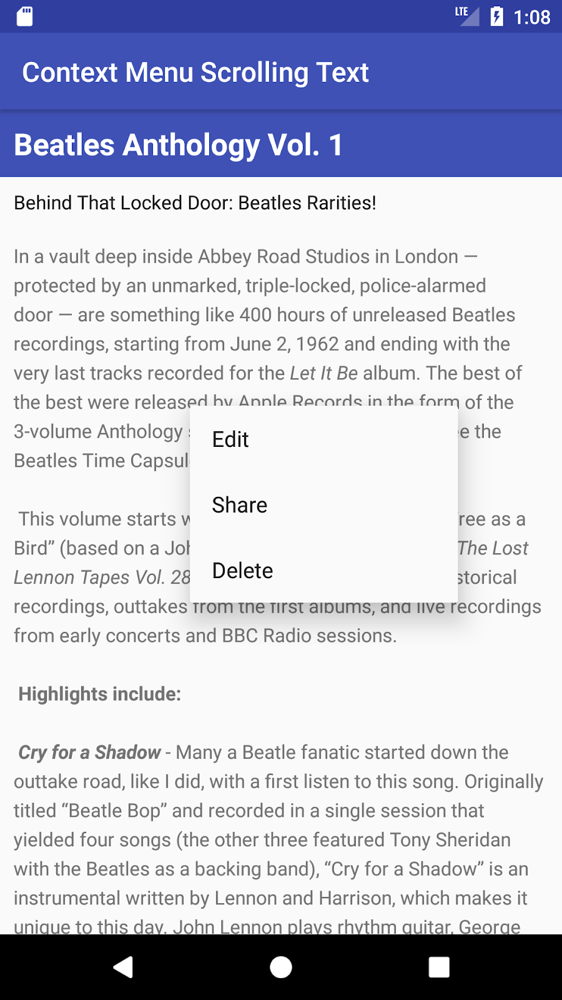 LTE 1:08
Context Menu Scrolling Text
Beatles Anthology Vol. 1
Behind That Locked Door: Beatles Rarities!
In a vault deep inside Abbey Road Studios in London —
protected by an unmarked, triple-locked, police-alarmed
door — are something like 400 hours of unreleased Beatles
recordings, starting from June 2, 1962 and ending with the
very last tracks recorded for the Let It Be album. The best of
the best were released by Apple Records in the form of the
3-volume Anthology the
Beatles Time
Edit
Share
Delete
This volume starts as a
Bird” (based on a The Lost
Lennon Tapes Vol. 28
recordings, outtakes from the first albums, and live recordings
from early concerts and BBC Radio sessions.
Highlights include:
Cry for a Shadow - Many a Beatle fanatic started down the
outtake road, like I did, with a first listen to this song. Originally
titled “Beatle Bop” and recorded in a single session that
yielded four songs (the other three featured Tony Sheridan
with the Beatles as a backing band), “Cry for a Shadow” is an
instrumental written by Lennon and Harrison, which makes it
unique to this day. John Lennon plays rhythm guitar, George